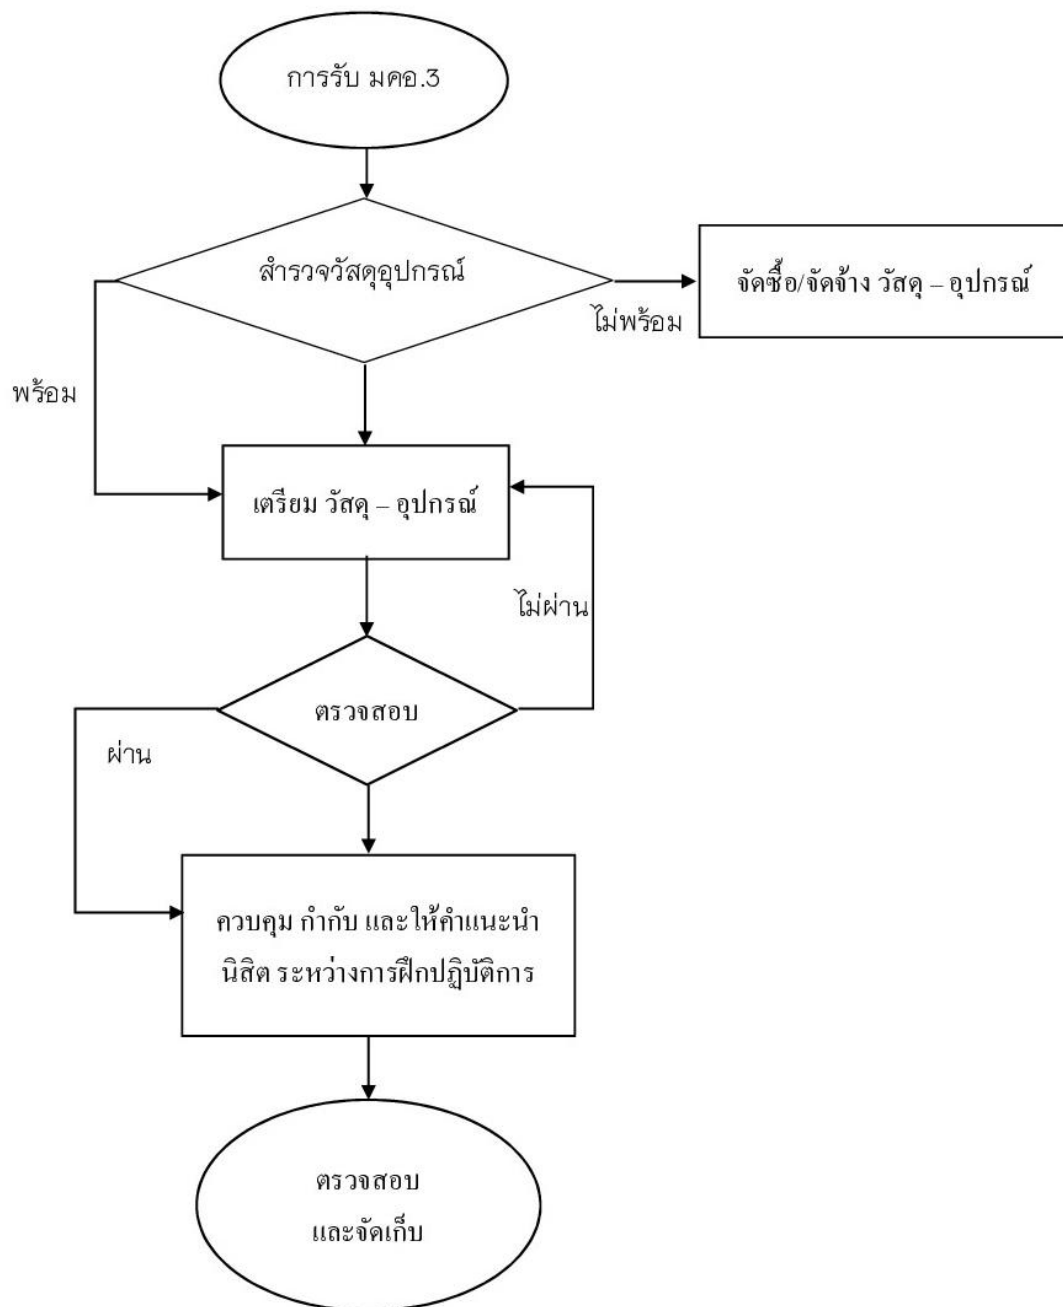 การรับ มคอ.3
สำรวจวัสดุอุปกรณ์
จัดซื้อ/จัดจ้าง วัสดุ – อุปกรณ์
ไม่พร้อม
พร้อม
เตรียม วัสดุ – อุปกรณ์
ไม่ผ่าน
ตรวจสอบ
ผ่าน
ควบคุม กำกับ และให้คำแนะนำ
นิสิต ระหว่างการฝึกปฏิบัติการ
ตรวจสอบ
และจัดเก็บ